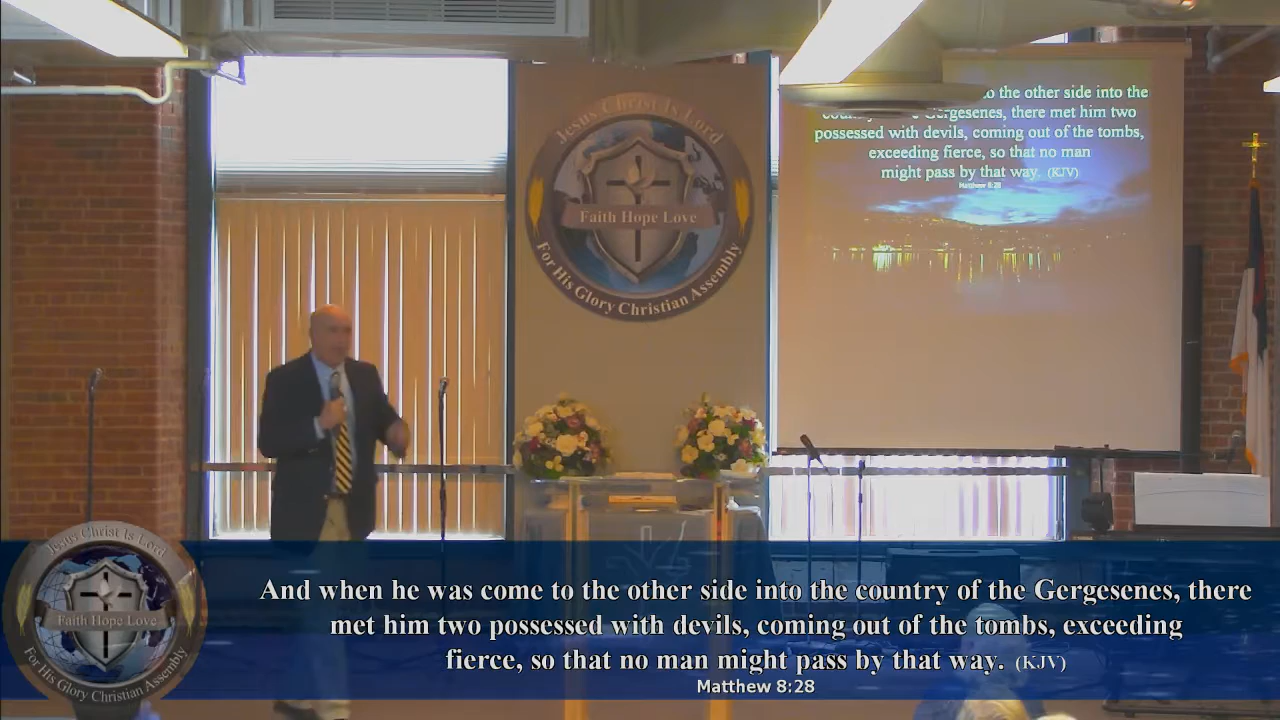 Jesus Christ Is Lord
Faith Hope Love
For His Glory Christian Assembly
to the other side into the
Gergesenes, there met him two
possessed with devils, coming out of the tombs,
exceeding fierce, so that no man
might pass by that way. (KJV)
Matthew 8:28
Jesus Christ Is Lord
Faith Hope Love
For His Glory Christian Assembly
And when he was come to the other side into the country of the Gergesenes, there
met him two possessed with devils, coming out of the tombs, exceeding
fierce, so that no man might pass by that way. (KJV)
Matthew 8:28